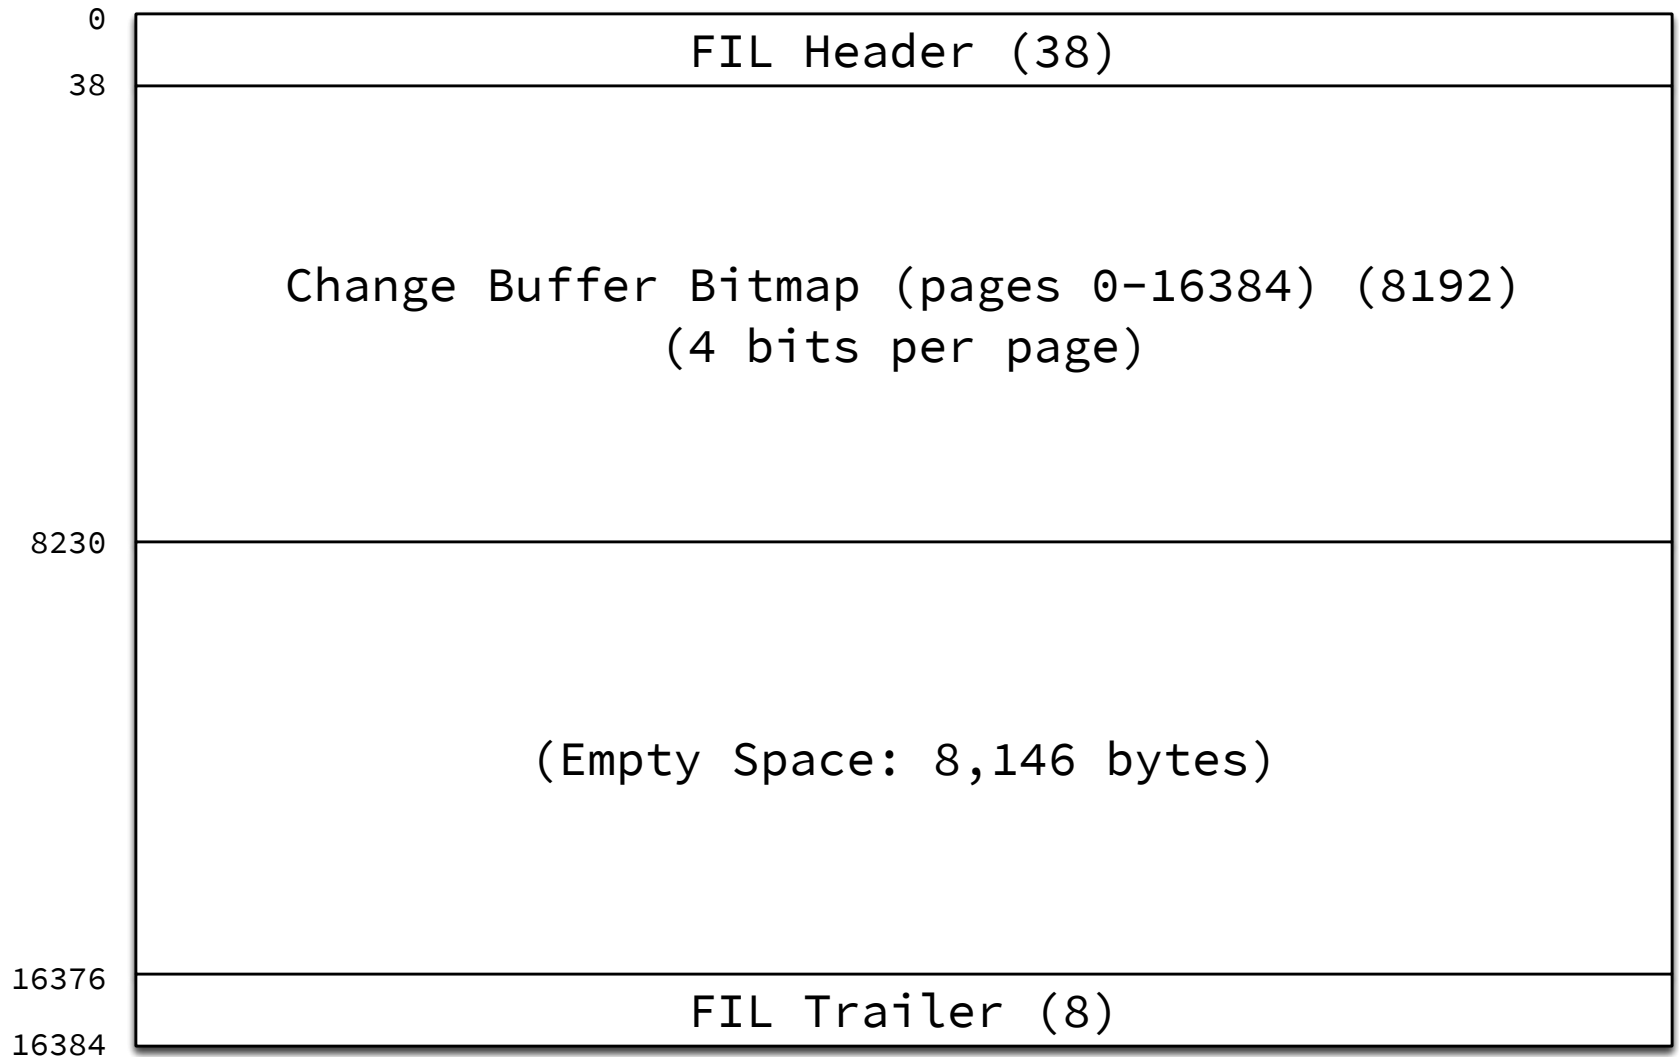 0
FIL Header (38)
38
Change Buffer Bitmap (pages 0-16384) (8192)
(4 bits per page)
8230
(Empty Space: 8,146 bytes)
16376
FIL Trailer (8)
16384